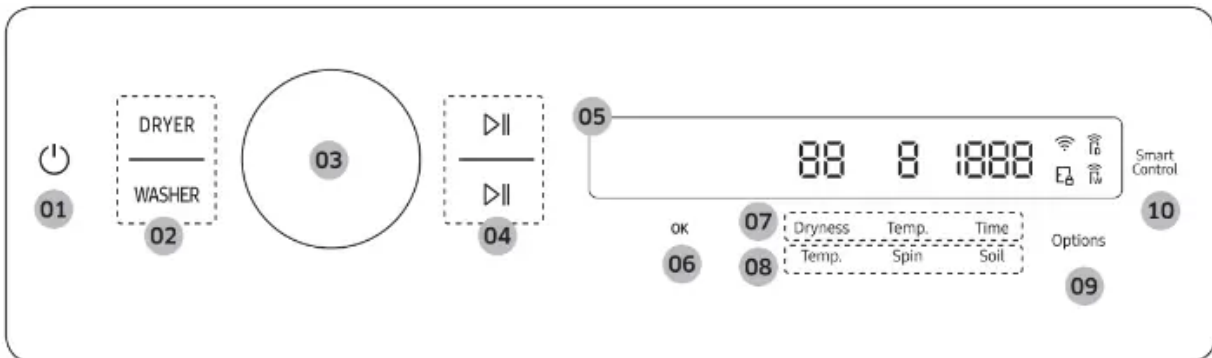 05
DRYER
88 8 1888
Smart
Control
03
WASHER
01
10
02
04
OK
07
Dryness Temp. Time
Options
06
08
Temp. Spin Soil
09